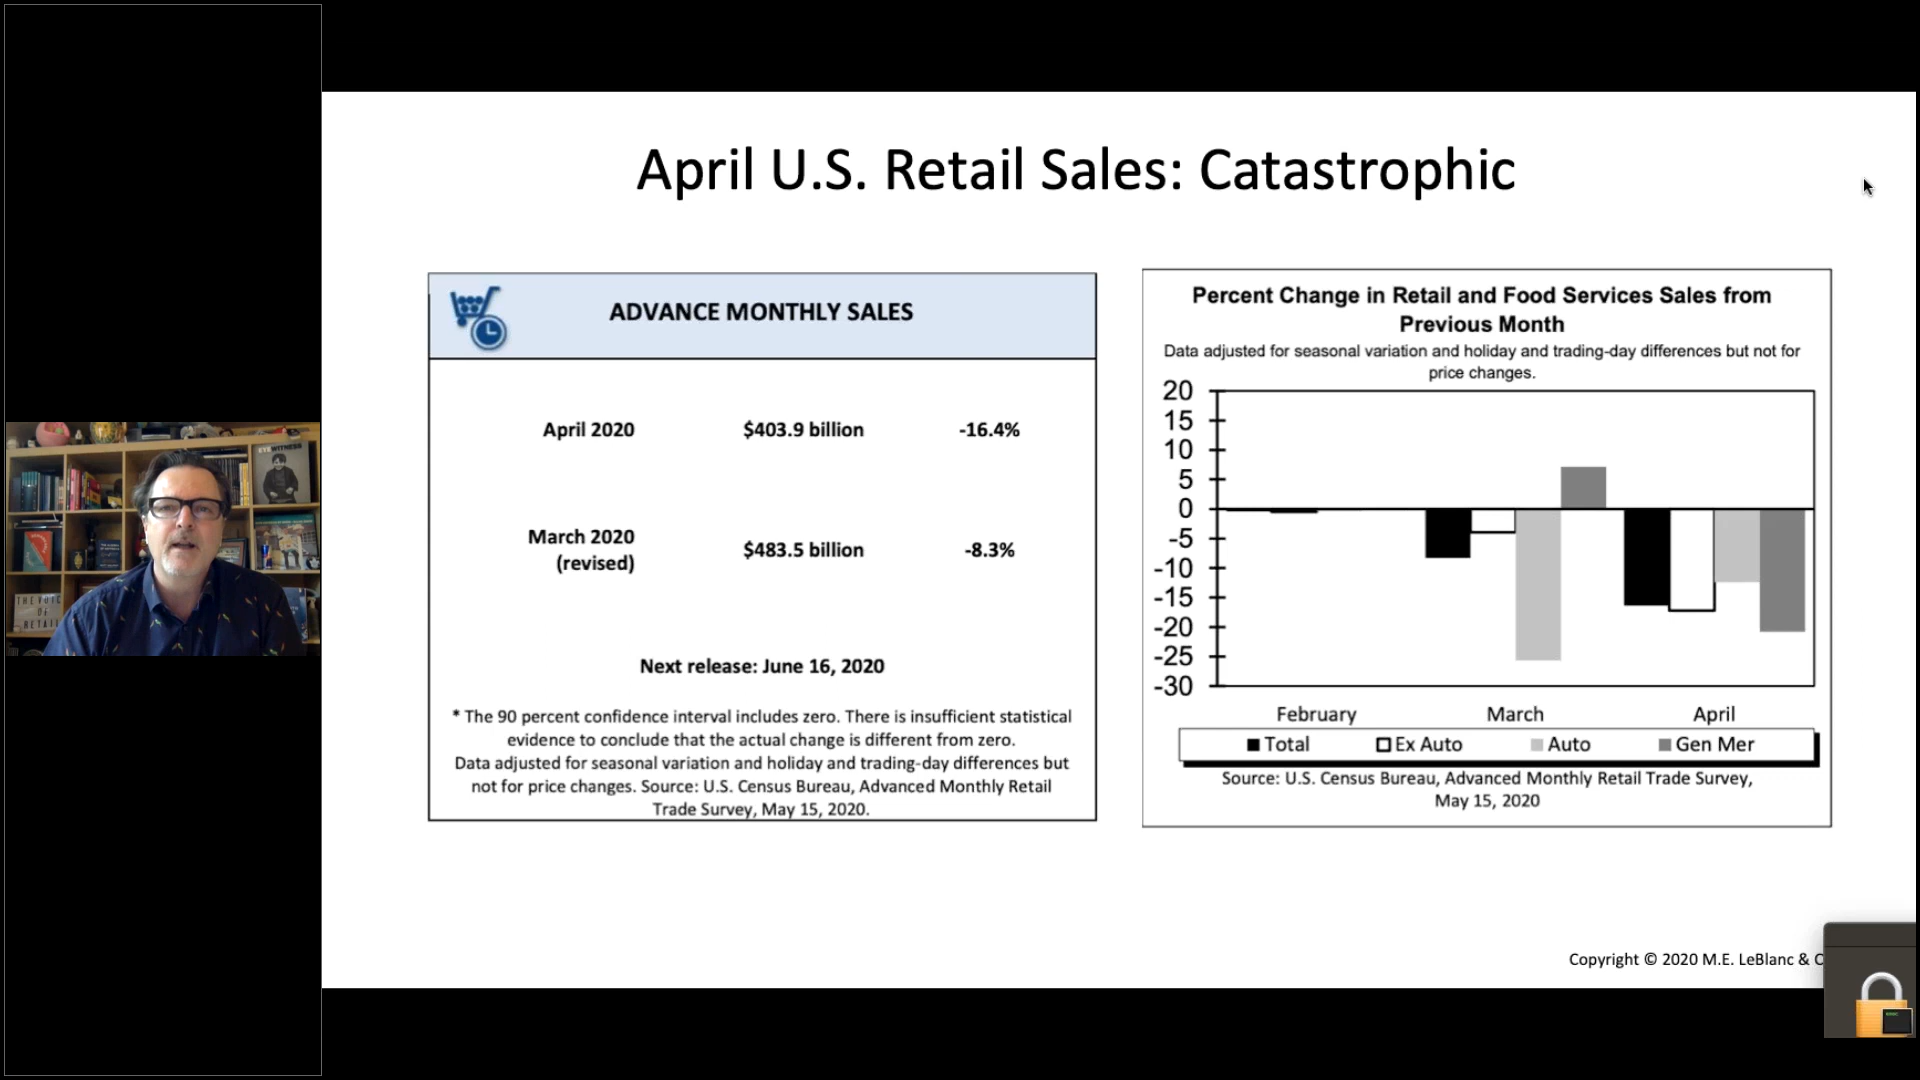 April U.S. Retail Sales: Catastrophic
ADVANCE MONTHLY SALES
April 2020 $403.9 billion -16.4%
March 2020
(revised) $483.5 billion -8.3%
Next release: June 16, 2020
* The 90 percent confidence interval includes zero. There is insufficient statistical
evidence to conclude that the actual change is different from zero.
Data adjusted for seasonal variation and holiday and trading-day differences but
not for price changes. Source: U.S. Census Bureau, Advanced Monthly Retail
Trade Survey, May 15, 2020.
Percent Change in Retail and Food Services Sales from
Previous Month
Data adjusted for seasonal variation and holiday and trading-day differences but not for
price changes.
20
15
10
5
0
-5
-10
-15
-20
-25
-30
February March April
Total Ex Auto Auto Gen Mer
Source: U.S. Census Bureau, Advanced Monthly Retail Trade Survey,
May 15, 2020
EYEWITNESS
THE VOICE
OF
RETAIL
Copyright © 2020 M.E. LeBlanc & C